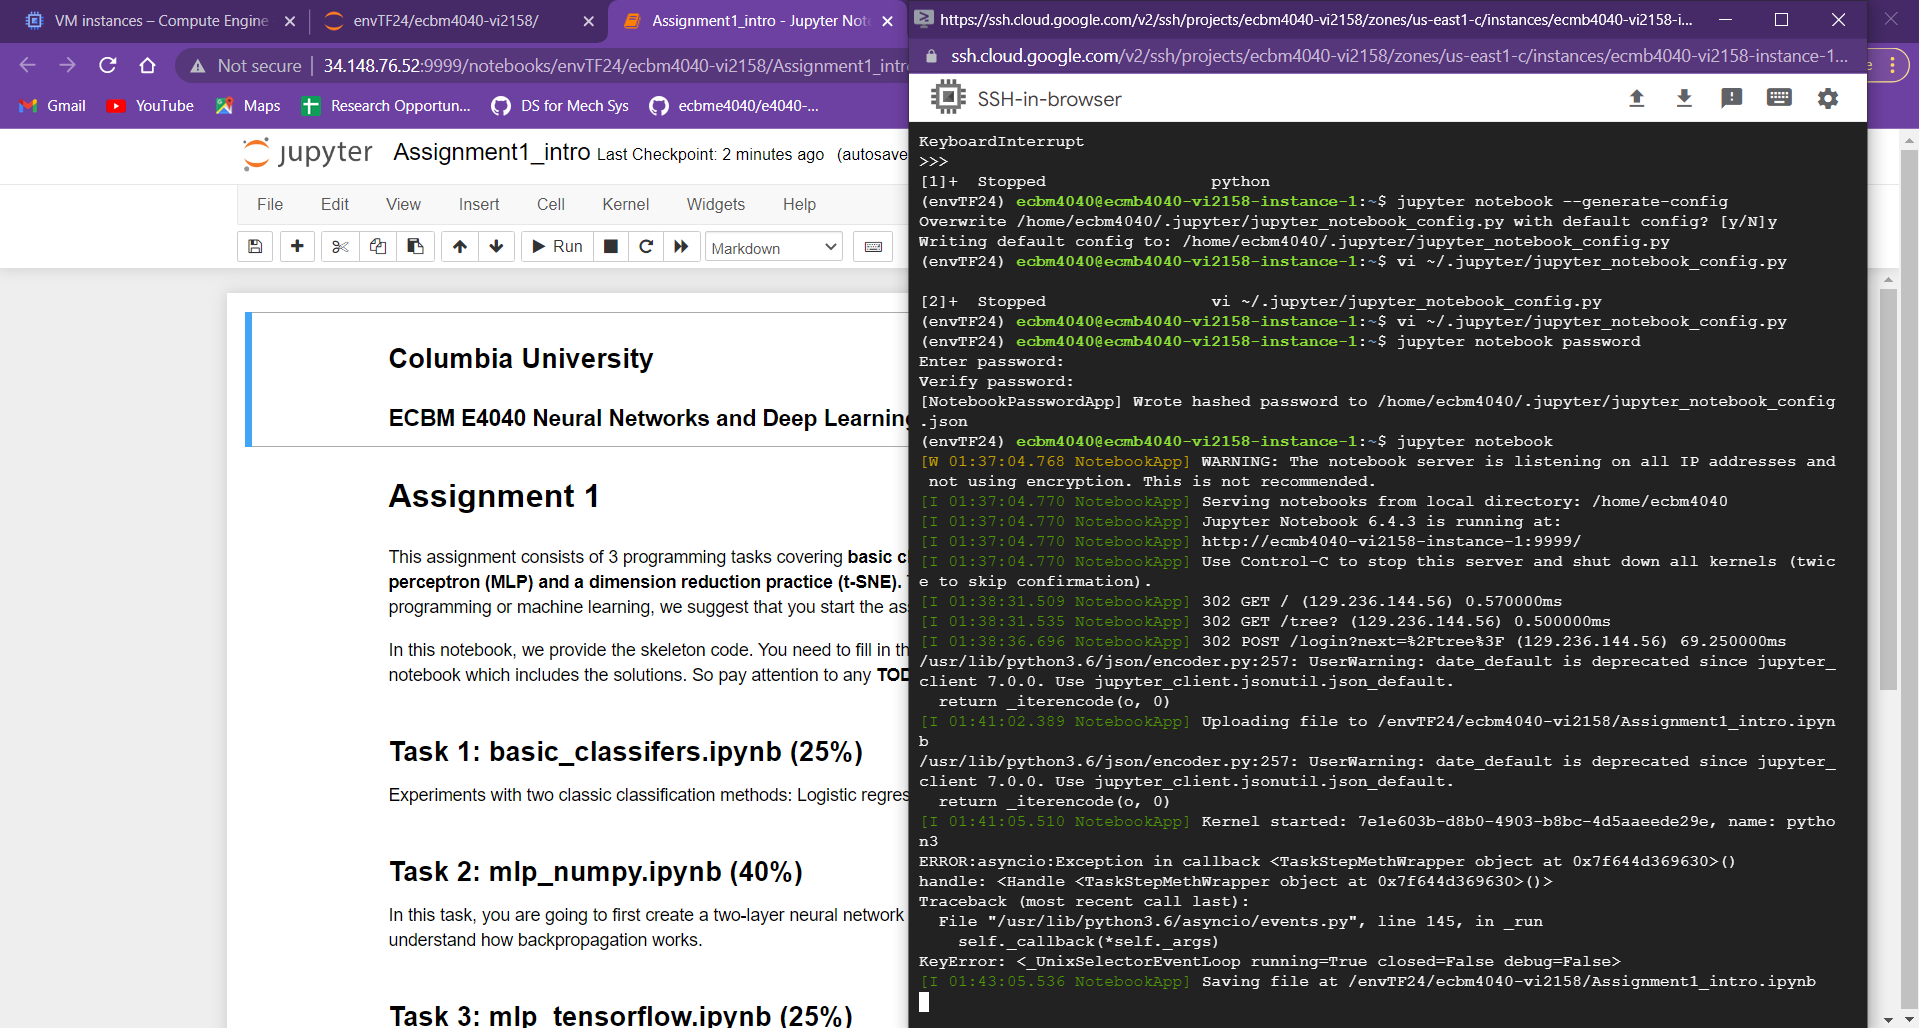 VM instances – Compute Engine
envTF24/ecbm4040-vi2158/
Assignment1_intro - Jupyter Note
Not secure
34.148.76.52:9999/notebooks/envTF24/ecbm4040-vi2158/Assignment1_intro
Gmail
YouTube
Maps
Research Opportun...
DS for Mech Sys
ecbme4040/e4040-...
jupyter
Assignment1_intro
Last Checkpoint: 2 minutes ago
(autosave
File
Edit
View
Insert
Cell
Kernel
Widgets
Help
Run
Markdown
Columbia University
ECBM E4040 Neural Networks and Deep Learning
Assignment 1
This assignment consists of 3 programming tasks covering basic c
perceptron (MLP) and a dimension reduction practice (t-SNE).
programming or machine learning, we suggest that you start the as
In this notebook, we provide the skeleton code. You need to fill in th
notebook which includes the solutions. So pay attention to any TOD
Task 1: basic_classifers.ipynb (25%)
Experiments with two classic classification methods: Logistic regres
Task 2: mlp_numpy.ipynb (40%)
In this task, you are going to first create a two-layer neural network
understand how backpropagation works.
Task 3: mlp_tensorflow.ipynb (25%)
https://ssh.cloud.google.com/v2/ssh/projects/ecbm4040-vi2158/zones/us-east1-c/instances/ecmb4040-vi2158-i...
ssh.cloud.google.com/v2/ssh/projects/ecbm4040-vi2158/zones/us-east1-c/instances/ecmb4040-vi2158-instance-1...
SSH-in-browser
KeyboardInterrupt
>>>
[1]+  Stopped                 python
(envTF24) ecbm4040@ecmb4040-vi2158-instance-1:~$ jupyter notebook --generate-config
Overwrite /home/ecbm4040/.jupyter/jupyter_notebook_config.py with default config? [y/N]y
Writing default config to: /home/ecbm4040/.jupyter/jupyter_notebook_config.py
(envTF24) ecbm4040@ecmb4040-vi2158-instance-1:~$ vi ~/.jupyter/jupyter_notebook_config.py
[2]+  Stopped                 vi ~/.jupyter/jupyter_notebook_config.py
(envTF24) ecbm4040@ecmb4040-vi2158-instance-1:~$ vi ~/.jupyter/jupyter_notebook_config.py
(envTF24) ecbm4040@ecmb4040-vi2158-instance-1:~$ jupyter notebook password
Enter password:
Verify password:
[NotebookPasswordApp] Wrote hashed password to /home/ecbm4040/.jupyter/jupyter_notebook_config
.json
(envTF24) ecbm4040@ecmb4040-vi2158-instance-1:~$ jupyter notebook
[W 01:37:04.768 NotebookApp] WARNING: The notebook server is listening on all IP addresses and
not using encryption. This is not recommended.
[I 01:37:04.770 NotebookApp] Serving notebooks from local directory: /home/ecbm4040
[I 01:37:04.770 NotebookApp] Jupyter Notebook 6.4.3 is running at:
[I 01:37:04.770 NotebookApp] http://ecmb4040-vi2158-instance-1:9999/
[I 01:37:04.770 NotebookApp] Use Control-C to stop this server and shut down all kernels (twic
e to skip confirmation).
[I 01:38:31.509 NotebookApp] 302 GET / (129.236.144.56) 0.570000ms
[I 01:38:31.535 NotebookApp] 302 GET /tree? (129.236.144.56) 0.500000ms
[I 01:38:36.696 NotebookApp] 302 POST /login?next=%2Ftree%3F (129.236.144.56) 69.250000ms
/usr/lib/python3.6/json/encoder.py:257: UserWarning: date_default is deprecated since jupyter_
client 7.0.0. Use jupyter_client.jsonutil.json_default.
return _iterencode(o, 0)
[I 01:41:02.389 NotebookApp] Uploading file to /envTF24/ecbm4040-vi2158/Assignment1_intro.ipyn
b
/usr/lib/python3.6/json/encoder.py:257: UserWarning: date_default is deprecated since jupyter_
client 7.0.0. Use jupyter_client.jsonutil.json_default.
return _iterencode(o, 0)
[I 01:41:05.510 NotebookApp] Kernel started: 7e1e603b-d8b0-4903-b8bc-4d5aaeede29e, name: pytho
n3
ERROR:asyncio:Exception in callback <TaskStepMethWrapper object at 0x7f644d369630>()
handle: <Handle <TaskStepMethWrapper object at 0x7f644d369630>()>
Traceback (most recent call last):
File "/usr/lib/python3.6/asyncio/events.py", line 145, in _run
self._callback(*self._args)
KeyError: <_UnixSelectorEventLoop running=True closed=False debug=False>
[I 01:43:05.536 NotebookApp] Saving file at /envTF24/ecbm4040-vi2158/Assignment1_intro.ipynb